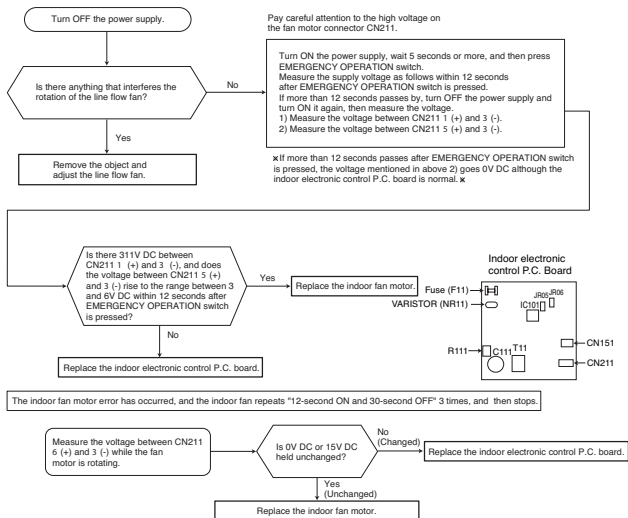 Turn OFF the power supply.
Pay careful attention to the high voltage on
the fan motor connector CN211.
Is there anything that interferes the
rotation of the line flow fan?
No
Turn ON the power supply, wait 5 seconds or more, and then press
EMERGENCY OPERATION switch.
Measure the supply voltage as follows within 12 seconds
after EMERGENCY OPERATION switch is pressed.
If more than 12 seconds passes by, turn OFF the power supply and
turn ON it again, then measure the voltage.
1) Measure the voltage between CN211 1 (+) and 3 (-).
2) Measure the voltage between CN211 5 (+) and 3 (-).
Yes
Remove the object and
adjust the line flow fan.
※If more than 12 seconds passes after EMERGENCY OPERATION switch
is pressed, the voltage mentioned in above 2) goes 0V DC although the
indoor electronic control P.C. board is normal. ※
Is there 311V DC between
CN211 1 (+) and 3 (-), and does
the voltage between CN211 5 (+)
and 3 (-) rise to the range between 3
and 6V DC within 12 seconds after
EMERGENCY OPERATION switch
is pressed?
Yes
Replace the indoor fan motor.
No
Replace the indoor electronic control P.C. board.
Indoor electronic
control P.C. Board
Fuse (F11)
VARISTOR (NR11)
JR05 JR06
IC101
R111
C111 T11
CN151
CN211
The indoor fan motor error has occurred, and the indoor fan repeats "12-second ON and 30-second OFF" 3 times, and then stops.
Measure the voltage between CN211
6 (+) and 3 (-) while the fan
motor is rotating.
Is 0V DC or 15V DC
held unchanged?
No
(Changed)
Replace the indoor electronic control P.C. board.
Yes
(Unchanged)
Replace the indoor fan motor.